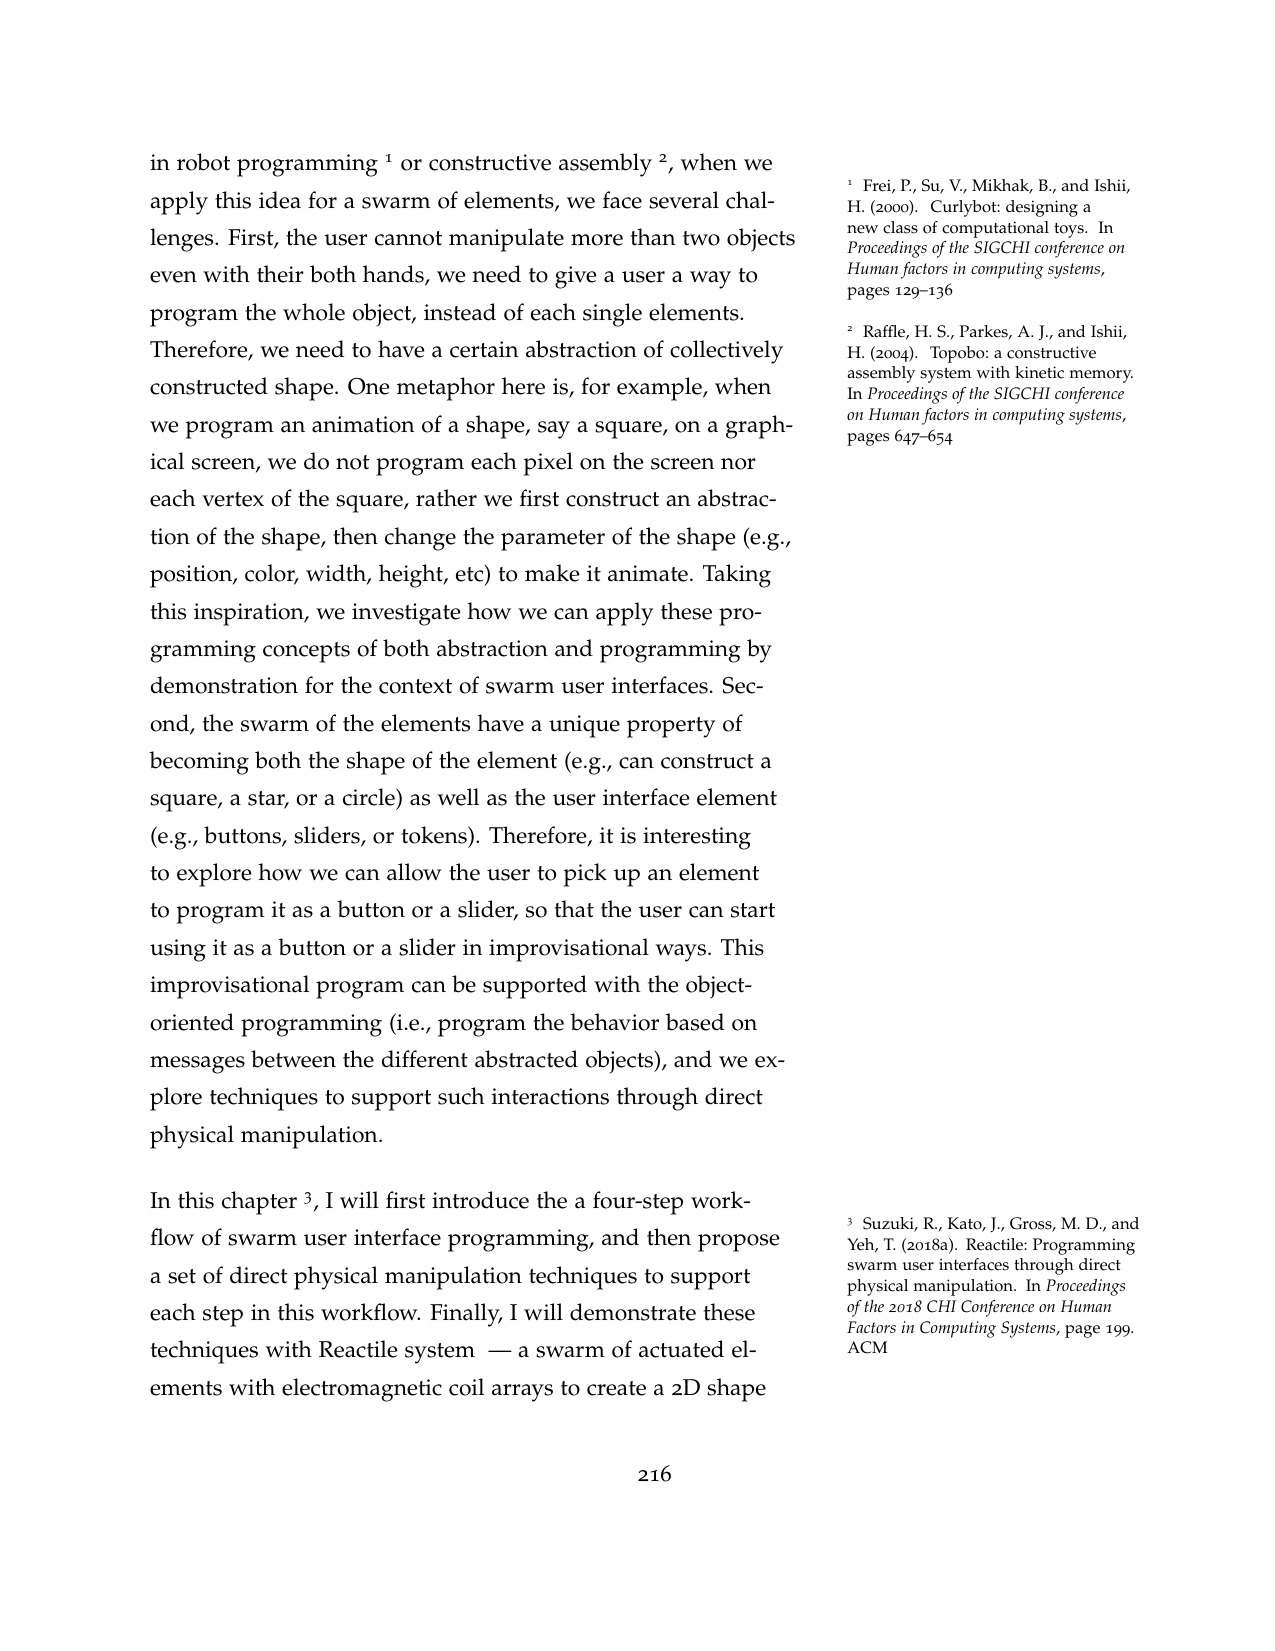 in robot programming ¹ or constructive assembly ², when we
apply this idea for a swarm of elements, we face several chal-
lenges. First, the user cannot manipulate more than two objects
even with their both hands, we need to give a user a way to
program the whole object, instead of each single elements.
Therefore, we need to have a certain abstraction of collectively
constructed shape. One metaphor here is, for example, when
we program an animation of a shape, say a square, on a graph-
ical screen, we do not program each pixel on the screen nor
each vertex of the square, rather we first construct an abstrac-
tion of the shape, then change the parameter of the shape (e.g.,
position, color, width, height, etc) to make it animate. Taking
this inspiration, we investigate how we can apply these pro-
gramming concepts of both abstraction and programming by
demonstration for the context of swarm user interfaces. Sec-
ond, the swarm of the elements have a unique property of
becoming both the shape of the element (e.g., can construct a
square, a star, or a circle) as well as the user interface element
(e.g., buttons, sliders, or tokens). Therefore, it is interesting
to explore how we can allow the user to pick up an element
to program it as a button or a slider, so that the user can start
using it as a button or a slider in improvisational ways. This
improvisational program can be supported with the object-
oriented programming (i.e., program the behavior based on
messages between the different abstracted objects), and we ex-
plore techniques to support such interactions through direct
physical manipulation.
In this chapter ³, I will first introduce the a four-step work-
flow of swarm user interface programming, and then propose
a set of direct physical manipulation techniques to support
each step in this workflow. Finally, I will demonstrate these
techniques with Reactile system — a swarm of actuated el-
ements with electromagnetic coil arrays to create a 2D shape
¹ Frei, P., Su, V., Mikhak, B., and Ishii,
H. (2000). Curlybot: designing a
new class of computational toys. In
Proceedings of the SIGCHI conference on
Human factors in computing systems,
pages 129–136
² Raffle, H. S., Parkes, A. J., and Ishii,
H. (2004). Topobo: a constructive
assembly system with kinetic memory.
In Proceedings of the SIGCHI conference
on Human factors in computing systems,
pages 647–654
³ Suzuki, R., Kato, J., Gross, M. D., and
Yeh, T. (2018a). Reactile: Programming
swarm user interfaces through direct
physical manipulation. In Proceedings
of the 2018 CHI Conference on Human
Factors in Computing Systems, page 199.
ACM
216